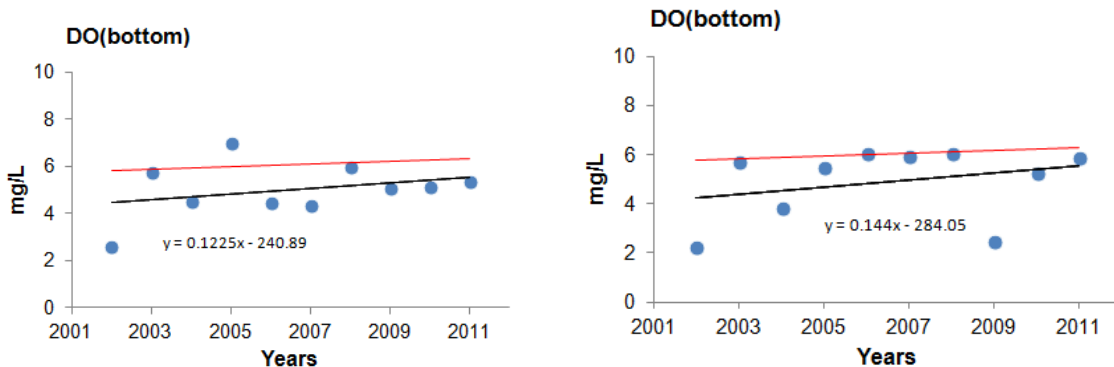 DO(bottom)
10
8
6
4
2
0
mg/L
y = 0.1225x - 240.89
2001 2003 2005 2007 2009 2011
Years
DO(bottom)
10
8
6
4
2
0
mg/L
y = 0.144x - 284.05
2001 2003 2005 2007 2009 2011
Years